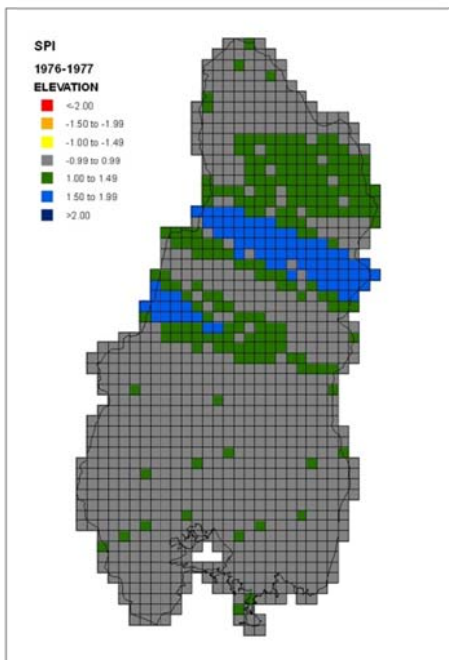 SPI
1976-1977
ELEVATION
<-2.00
-1.50 to -1.99
-1.00 to -1.49
-0.99 to 0.99
1.00 to 1.49
1.50 to 1.99
>2.00